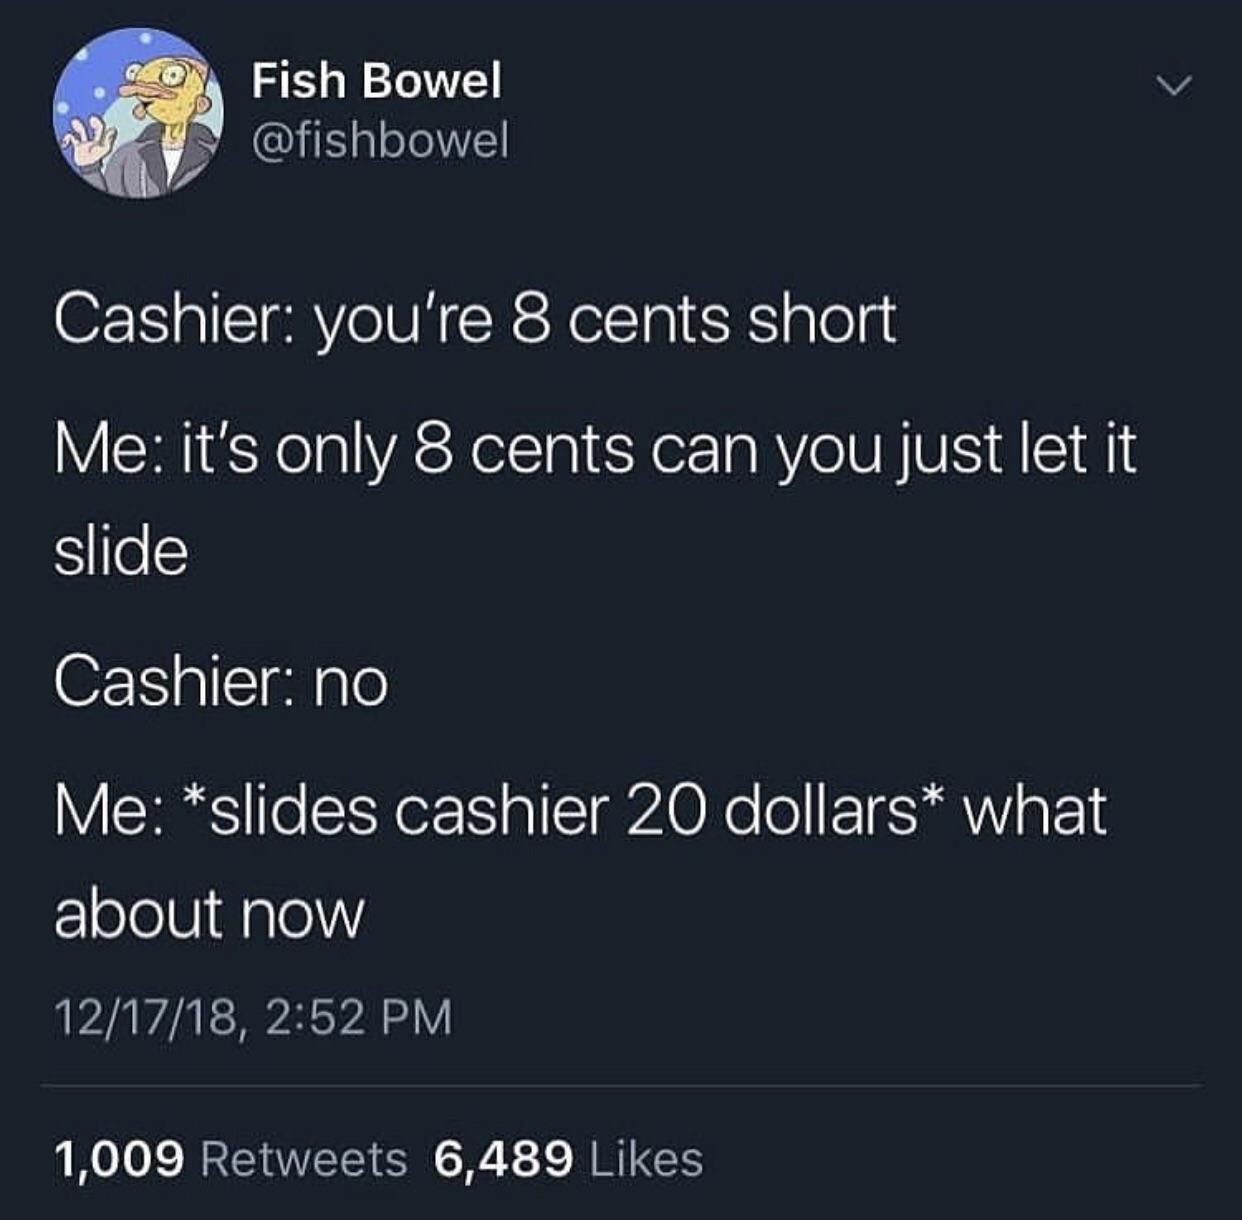 Fish Bowel
@fishbowel
Cashier: you're 8 cents short
Me: it's only 8 cents can you just let it
slide
Cashier: no
Me: *slides cashier 20 dollars* what
about now
12/17/18, 2:52 PM
1,009 Retweets 6,489 Likes